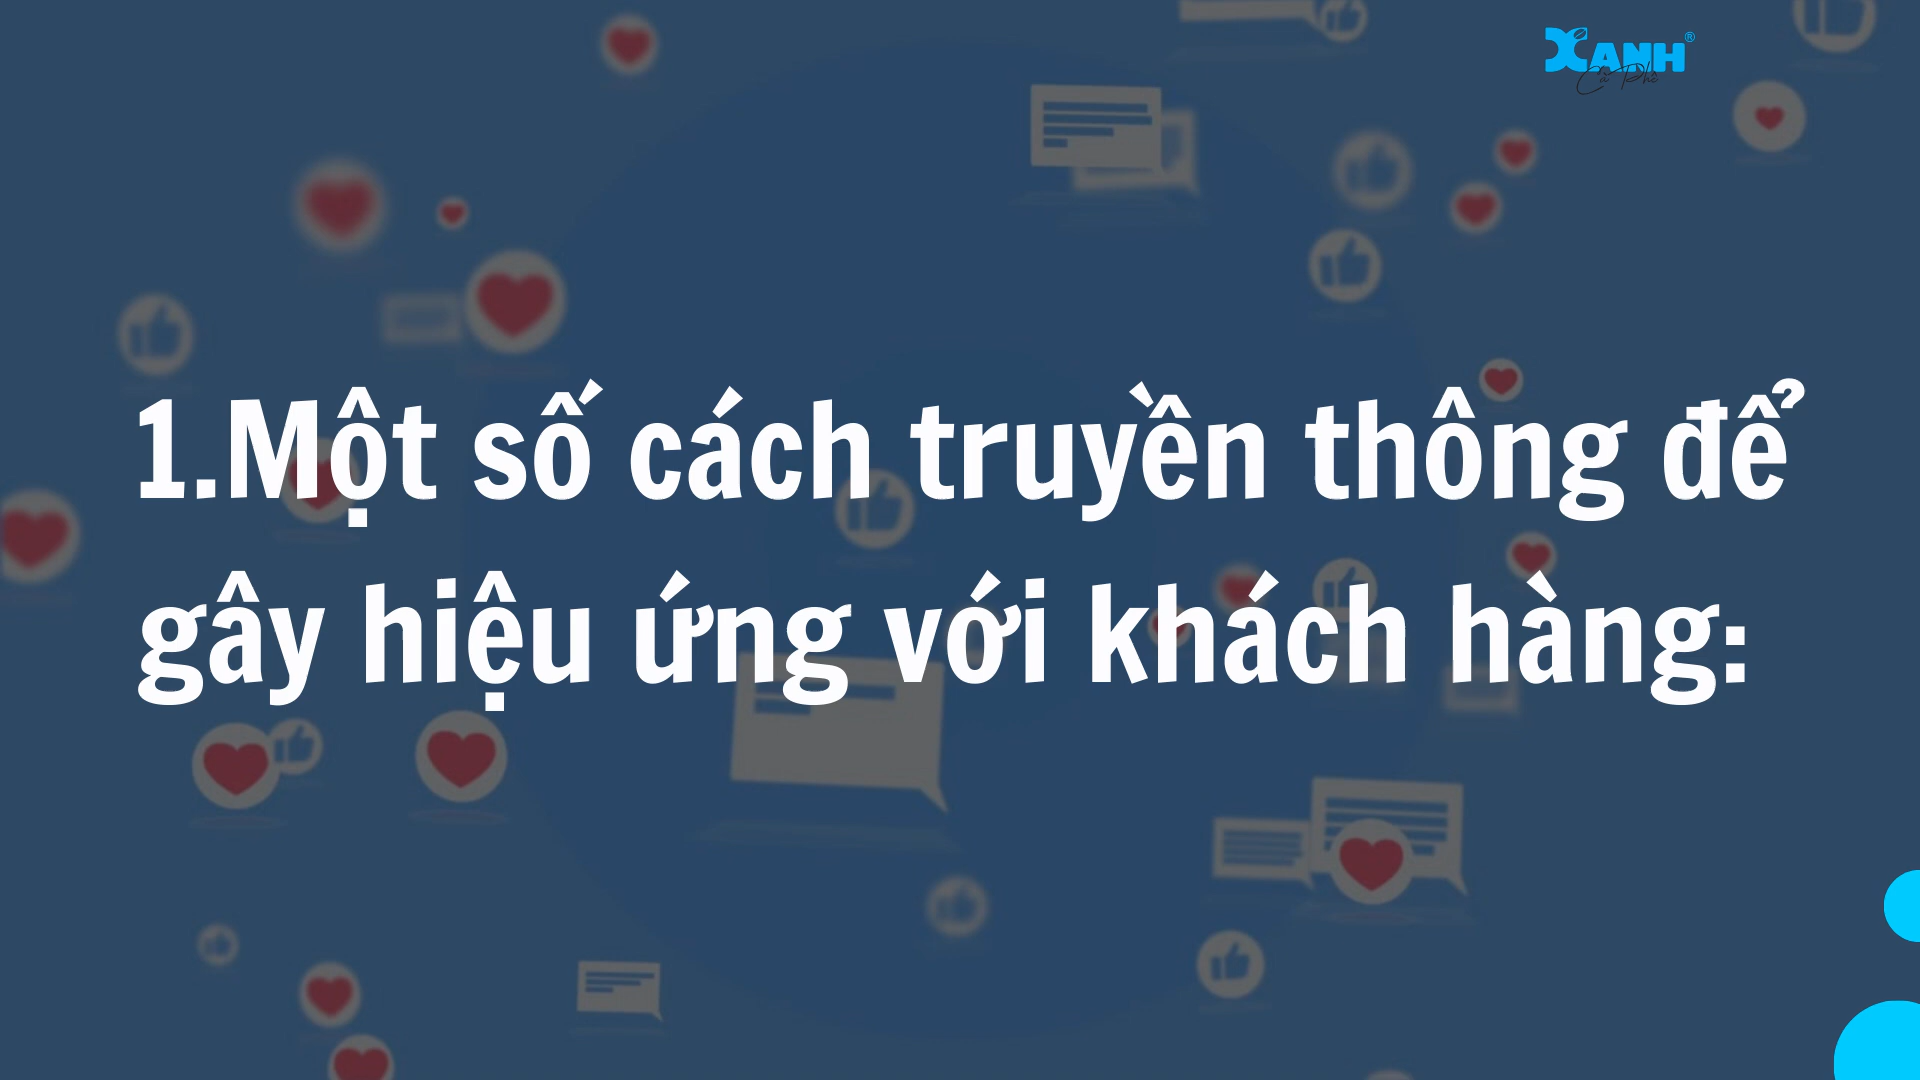 XANH®
Cà Phê
1.Một số cách truyền thông để
gây hiệu ứng với khách hàng: